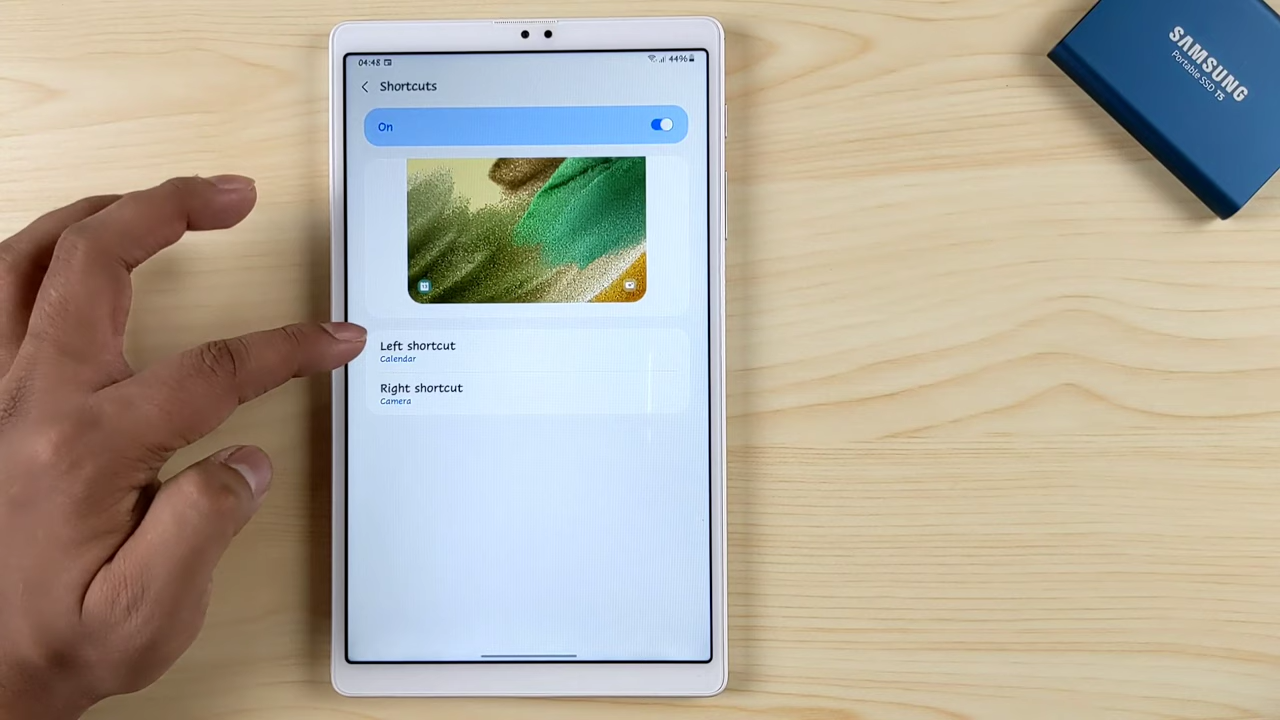 04:48
44%
Shortcuts
On
Left shortcut
Calendar
Right shortcut
Camera
SAMSUNG
Portable SSD T5